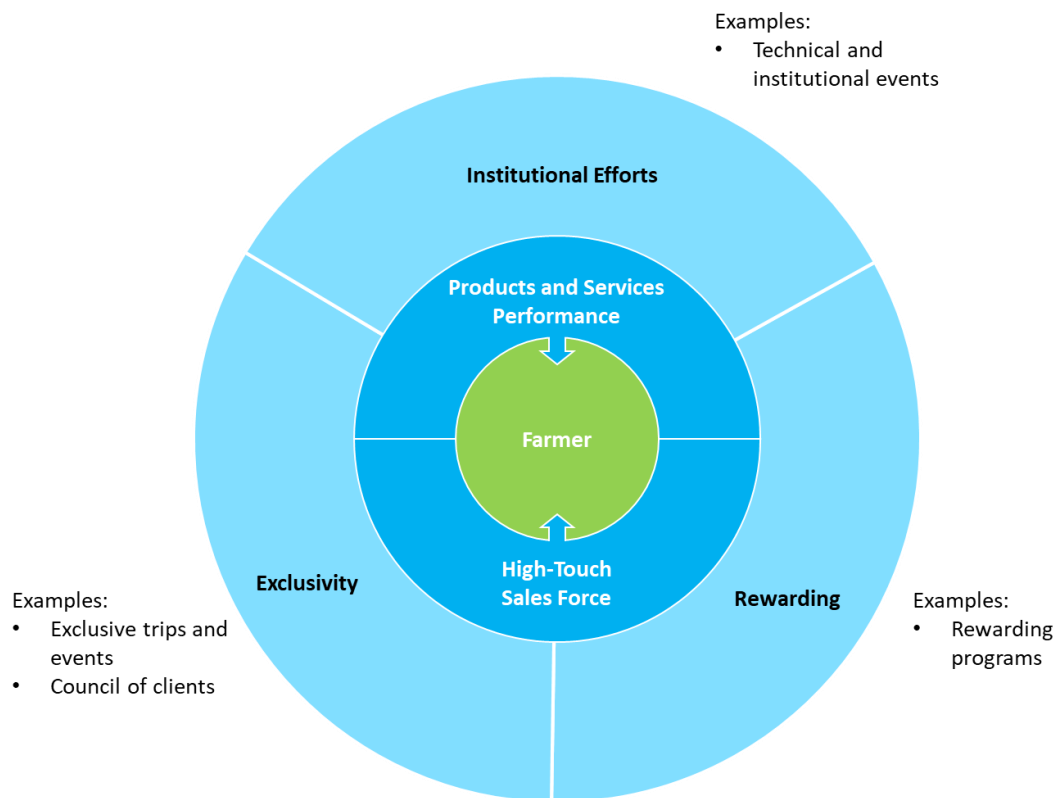 Examples:
• Technical and
institutional events
Institutional Efforts
Products and Services
Performance
Farmer
High-Touch
Sales Force
Exclusivity
Rewarding
Examples:
• Exclusive trips and
events
• Council of clients
Examples:
• Rewarding
programs